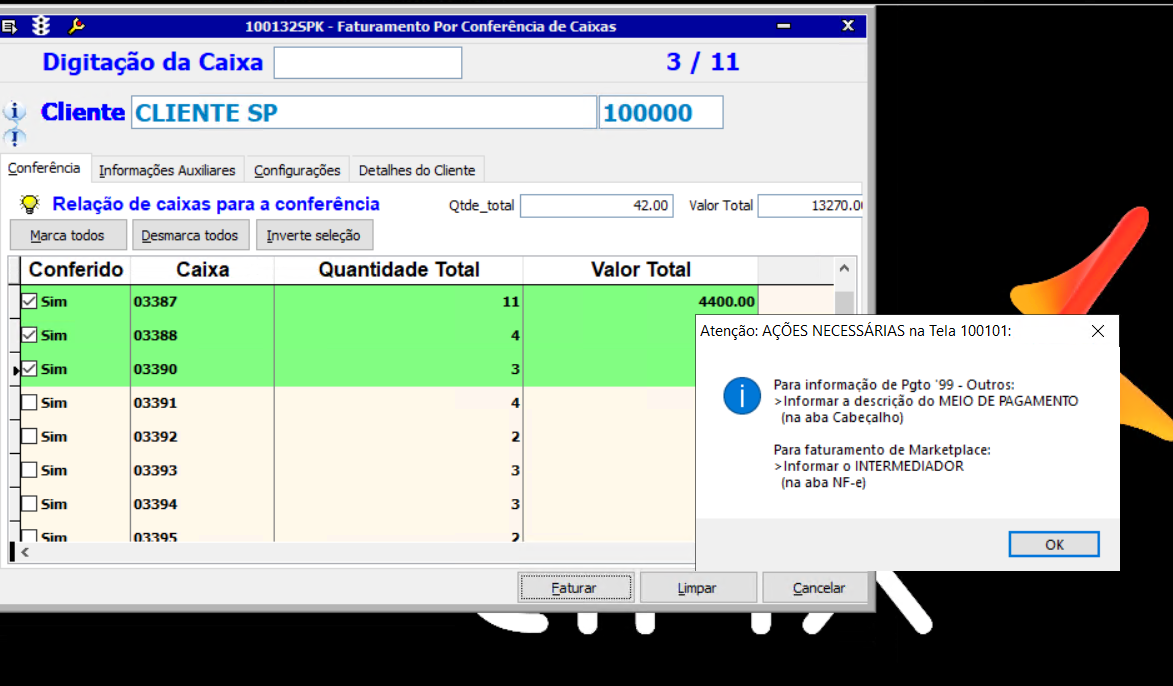 100132SPK - Faturamento Por Conferência de Caixas
Digitação da Caixa
3 / 11
Cliente CLIENTE SP 100000
Conferência Informações Auxiliares Configurações Detalhes do Cliente
Relação de caixas para a conferência Qtde_total 42.00 Valor Total 13270.00
Marca todos Desmarca todos Inverte seleção
Conferido Caixa Quantidade Total Valor Total
Sim 03387 11 4400.00
Sim 03388 4
Sim 03390 3
Sim 03391 4
Sim 03392 2
Sim 03393 3
Sim 03394 3
Sim 03395 2
Faturar Limpar Cancelar
Atenção: AÇÕES NECESSÁRIAS na Tela 100101:
Para informação de Pgto ´99 - Outros:
>Informar a descrição do MEIO DE PAGAMENTO
(na aba Cabeçalho)
Para faturamento de Marketplace:
>Informar o INTERMEDIADOR
(na aba NF-e)
OK